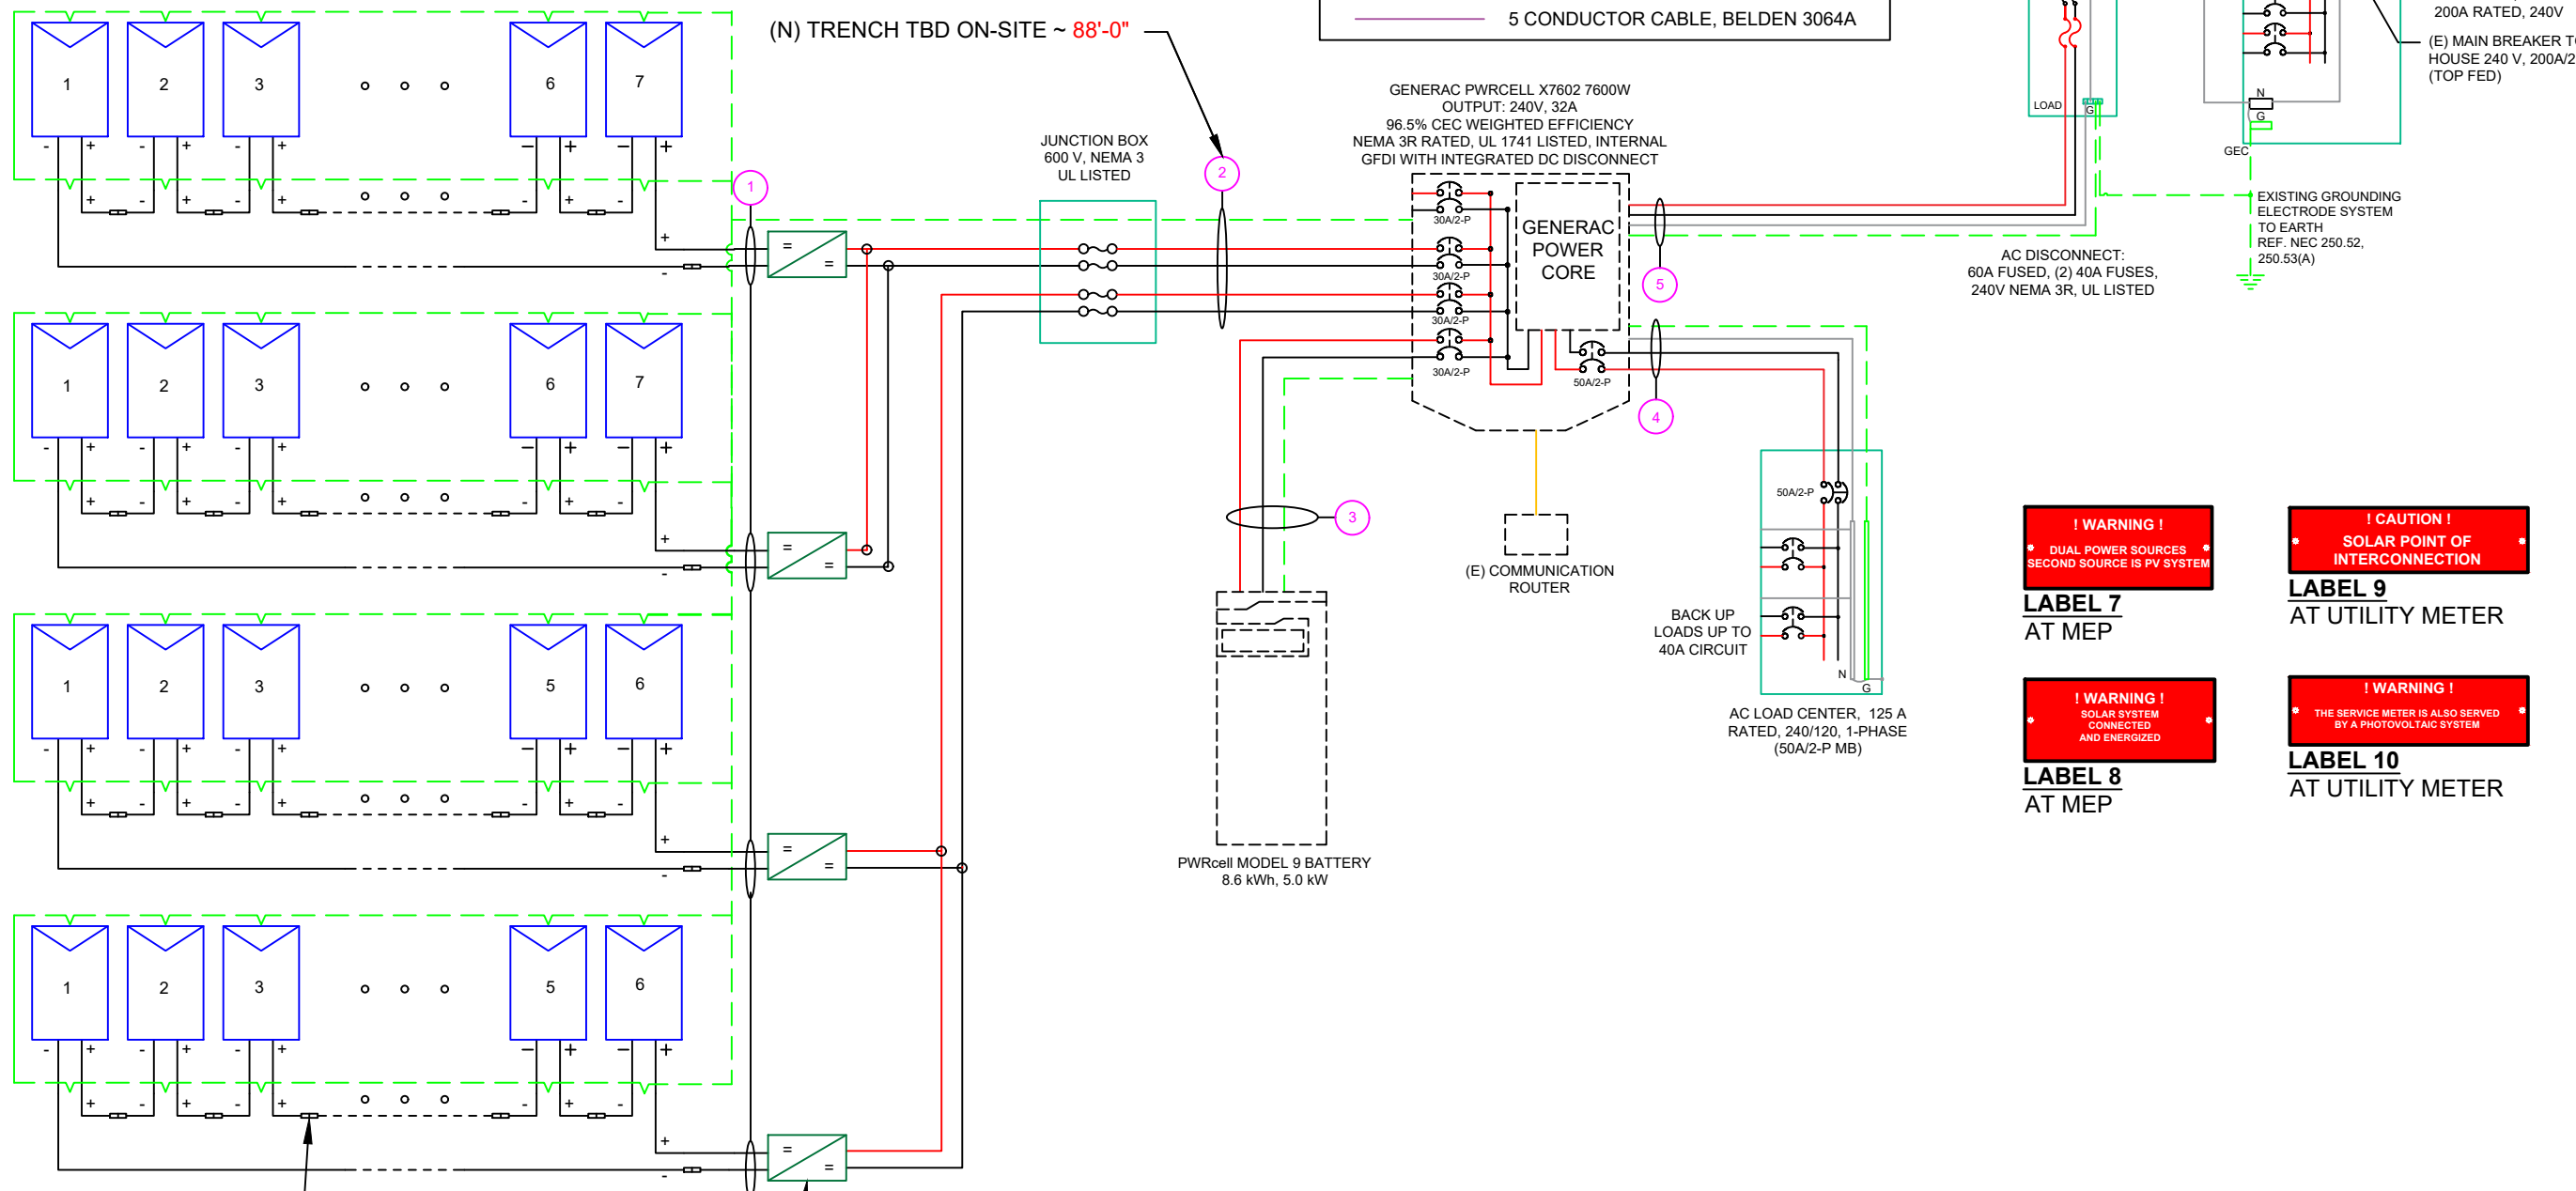 (N) TRENCH TBD ON-SITE ~ 88'-0"
5 CONDUCTOR CABLE, BELDEN 3064A
200A RATED, 240V
(E) MAIN BREAKER
HOUSE 240 V,
(TOP FED)
LOAD
G
N
G
GEC
EXISTING GROUNDING
ELECTRODE SYSTEM
TO EARTH
REF. NEC 250.52,
250.53(A)
AC DISCONNECT:
60A FUSED, (2) 40A FUSES,
240V NEMA 3R, UL LISTED
GENERAC PWRCELL X7602 7600W
OUTPUT: 240V, 32A
96.5% CEC WEIGHTED EFFICIENCY
NEMA 3R RATED, UL 1741 LISTED, INTERNAL
GFDI WITH INTEGRATED DC DISCONNECT
JUNCTION BOX
600 V, NEMA 3
UL LISTED
1
2
GENERAC
POWER
CORE
30A/2-P
30A/2-P
30A/2-P
30A/2-P
50A/2-P
5
4
3
1 2 3 6 7
- + - + - + - + - +
+ - + - + - + -
+
-
= =
1 2 3 6 7
- + - + - + - + - +
+ - + - + - + -
+
-
= =
1 2 3 5 6
- + - + - + - + - +
+ - + - + - + -
+
-
= =
1 2 3 5 6
- + - + - + - + - +
+ - + - + - + -
+
-
= =
(E) COMMUNICATION
ROUTER
PWRcell MODEL 9 BATTERY
8.6 kWh, 5.0 kW
50A/2-P
BACK UP
LOADS UP TO
40A CIRCUIT
N
G
AC LOAD CENTER, 125 A
RATED, 240/120, 1-PHASE
(50A/2-P MB)
! WARNING !
DUAL POWER SOURCES
SECOND SOURCE IS PV SYSTEM
LABEL 7
AT MEP
! CAUTION !
SOLAR POINT OF
INTERCONNECTION
LABEL 9
AT UTILITY METER
! WARNING !
SOLAR SYSTEM
CONNECTED
AND ENERGIZED
LABEL 8
AT MEP
! WARNING !
THE SERVICE METER IS ALSO SERVED
BY A PHOTOVOLTAIC SYSTEM
LABEL 10
AT UTILITY METER